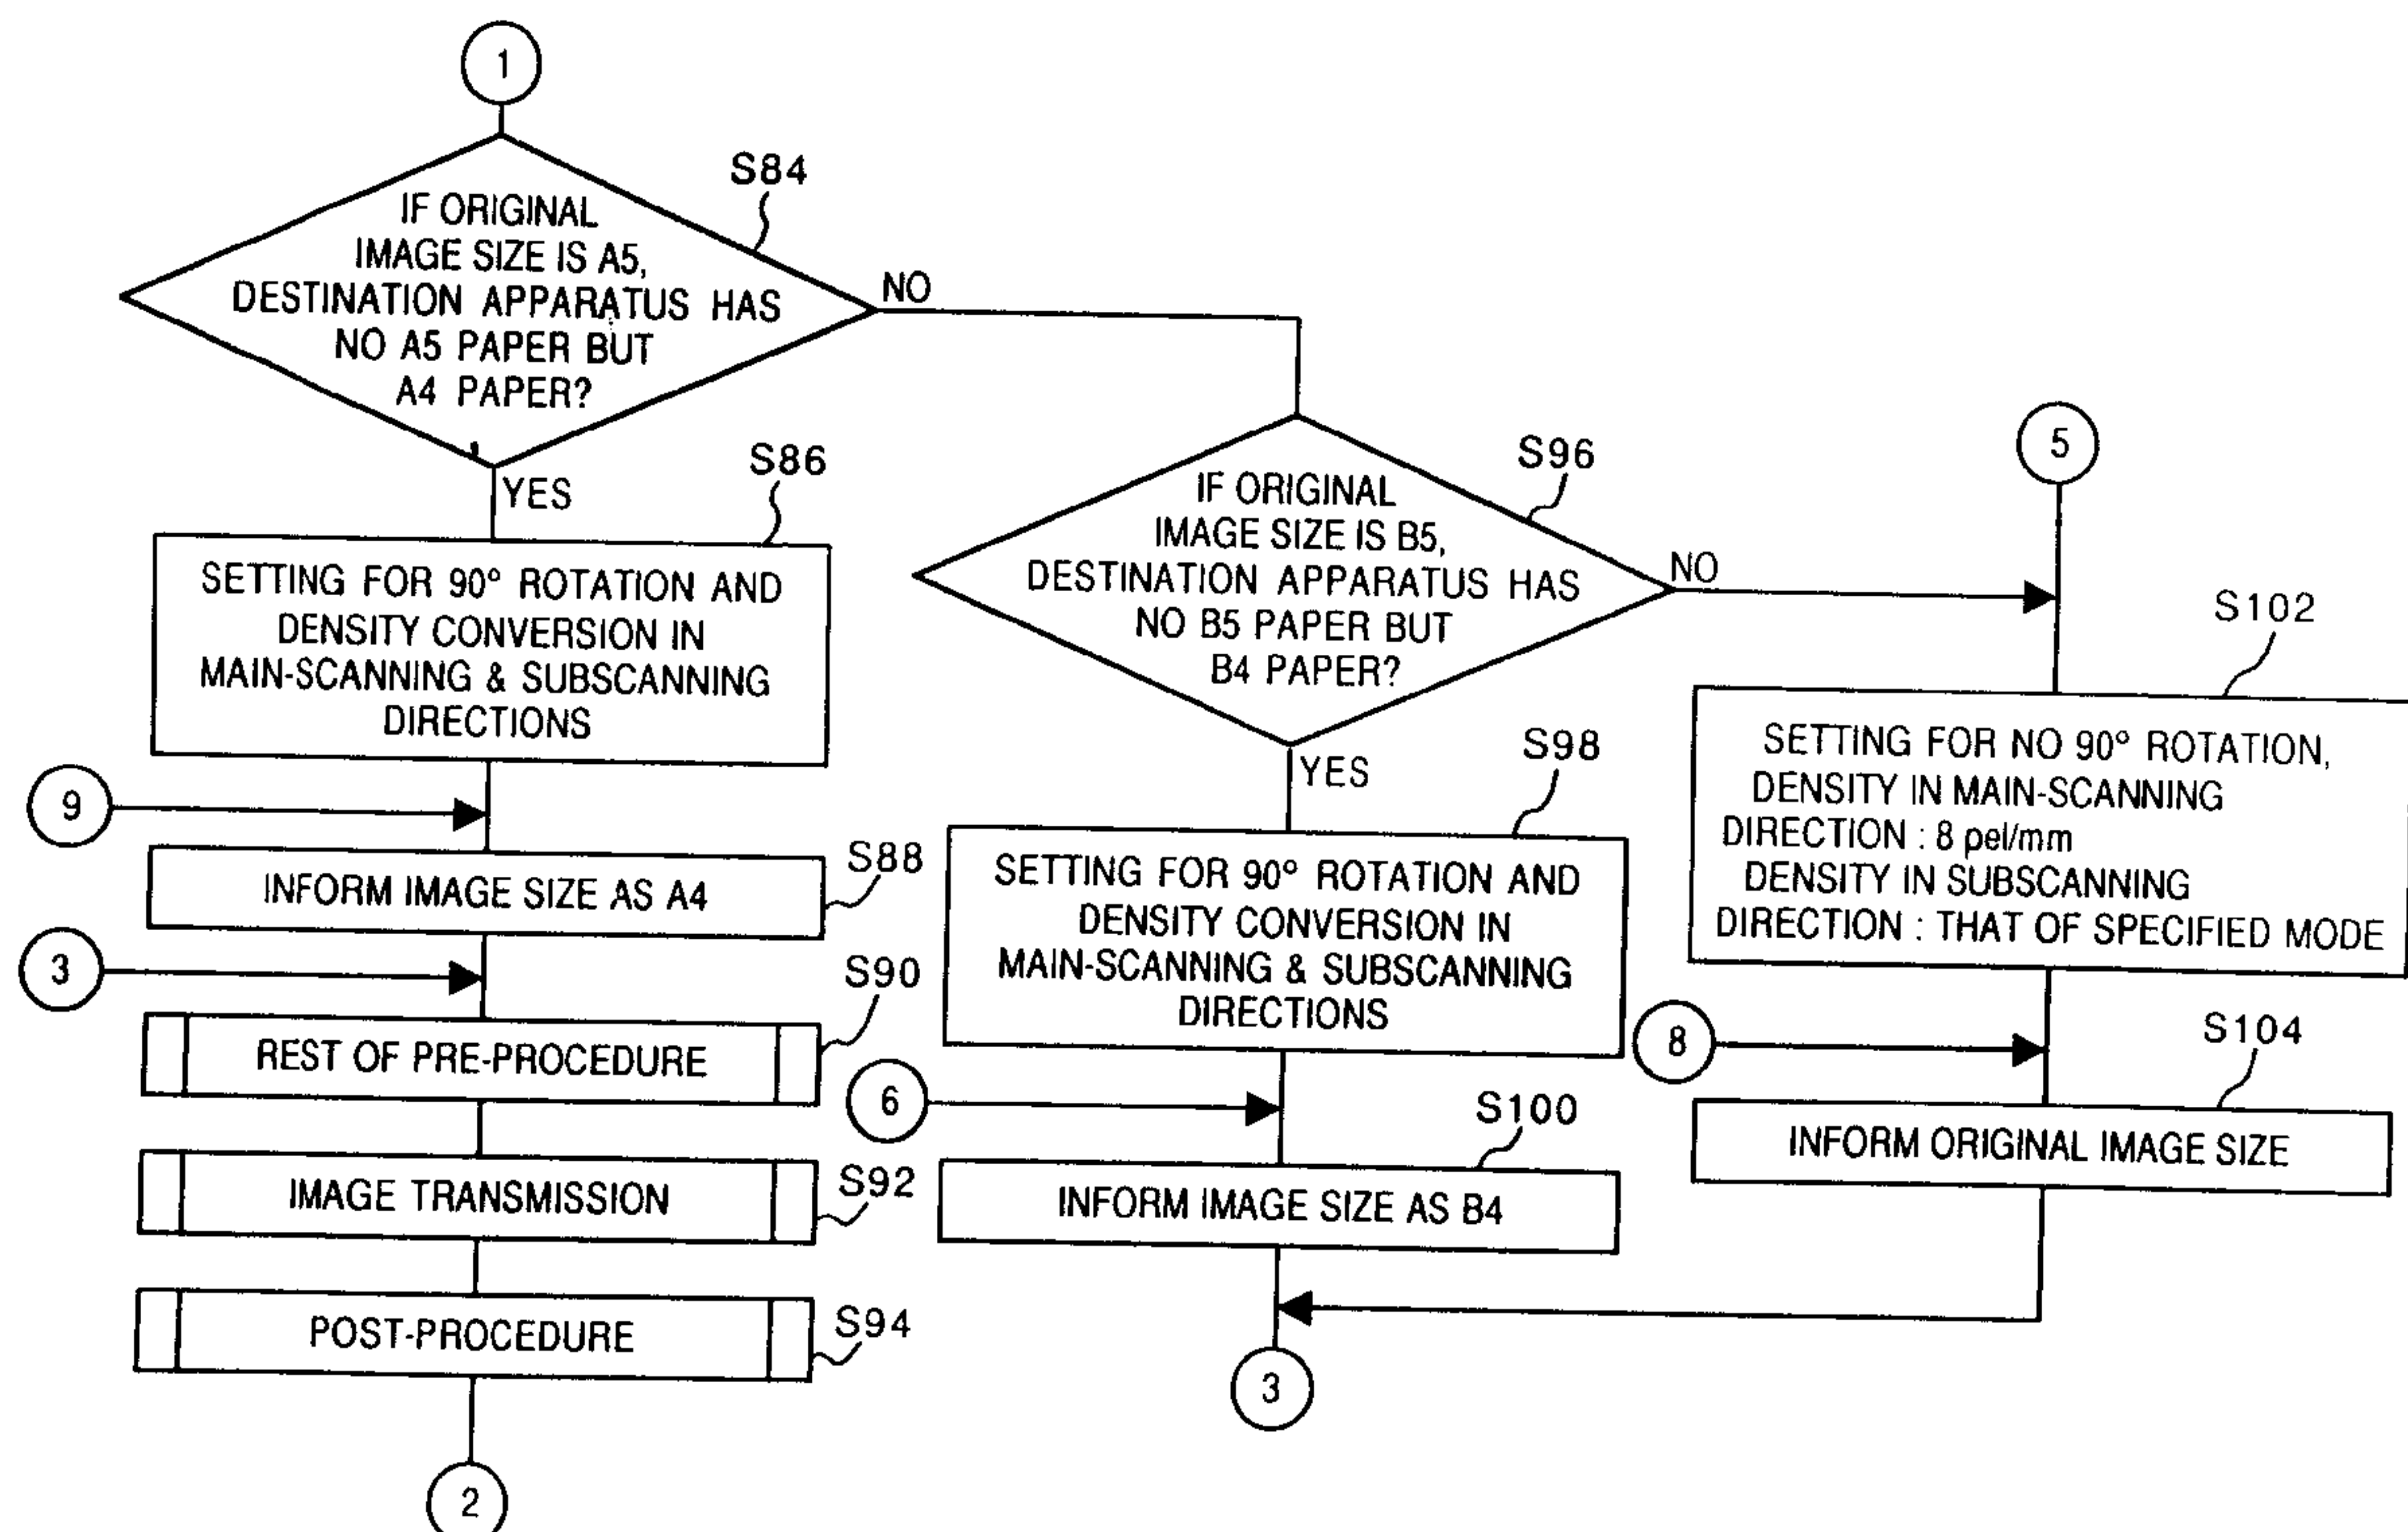 1
S84
IF ORIGINAL
IMAGE SIZE IS A5,
DESTINATION APPARATUS HAS
NO A5 PAPER BUT
A4 PAPER?
NO
YES
S86
SETTING FOR 90° ROTATION AND
DENSITY CONVERSION IN
MAIN-SCANNING & SUBSCANNING
DIRECTIONS
9
S88
INFORM IMAGE SIZE AS A4
3
S90
REST OF PRE-PROCEDURE
S92
IMAGE TRANSMISSION
S94
POST-PROCEDURE
2
S96
IF ORIGINAL
IMAGE SIZE IS B5,
DESTINATION APPARATUS HAS
NO B5 PAPER BUT
B4 PAPER?
NO
YES
S98
SETTING FOR 90° ROTATION AND
DENSITY CONVERSION IN
MAIN-SCANNING & SUBSCANNING
DIRECTIONS
6
S100
INFORM IMAGE SIZE AS B4
3
5
S102
SETTING FOR NO 90° ROTATION,
DENSITY IN MAIN-SCANNING
DIRECTION : 8 pel/mm
DENSITY IN SUBSCANNING
DIRECTION : THAT OF SPECIFIED MODE
8
S104
INFORM ORIGINAL IMAGE SIZE